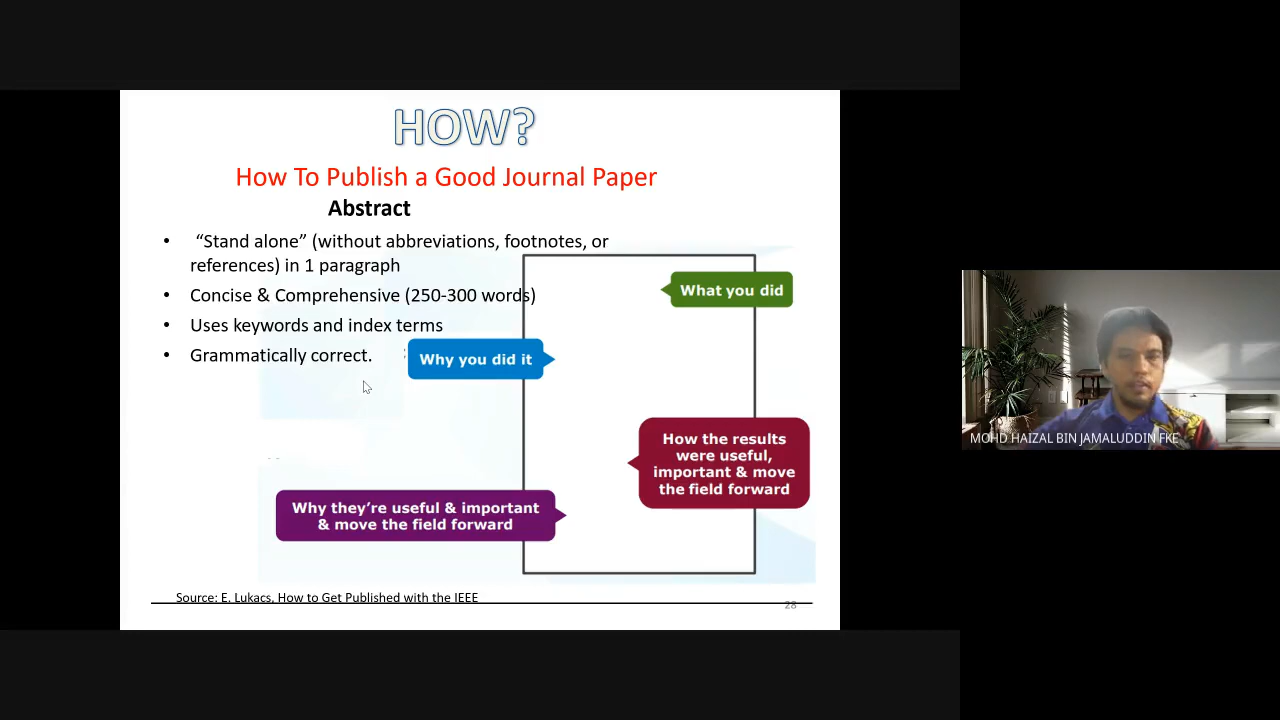 HOW?
How To Publish a Good Journal Paper
Abstract
• “Stand alone” (without abbreviations, footnotes, or
references) in 1 paragraph
• Concise & Comprehensive (250-300 words)
• Uses keywords and index terms
• Grammatically correct.
What you did
Why you did it
How the results
were useful,
important & move
the field forward
Why they’re useful & important
& move the field forward
Source: E. Lukacs, How to Get Published with the IEEE
28
MOHD HAIZAL BIN JAMALUDDIN FKE